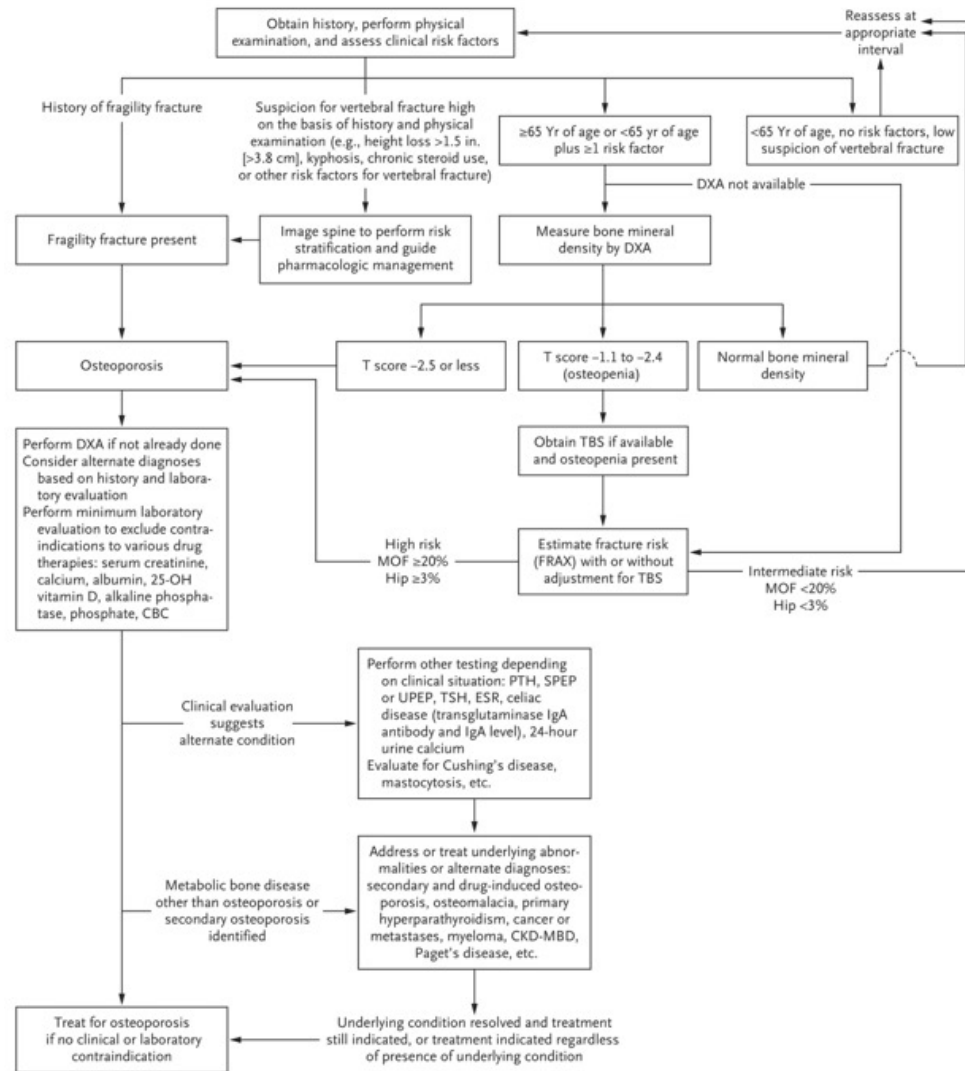 Obtain history, perform physical
examination, and assess clinical risk factors
Reassess at
appropriate
interval
History of fragility fracture
Suspicion for vertebral fracture high
on the basis of history and physical
examination (e.g., height loss >1.5 in.
[>3.8 cm], kyphosis, chronic steroid use,
or other risk factors for vertebral fracture)
≥65 Yr of age or <65 yr of age
plus ≥1 risk factor
<65 Yr of age, no risk factors, low
suspicion of vertebral fracture
DXA not available
Fragility fracture present
Image spine to perform risk
stratification and guide
pharmacologic management
Measure bone mineral
density by DXA
Osteoporosis
T score –2.5 or less
T score –1.1 to –2.4
(osteopenia)
Normal bone mineral
density
Perform DXA if not already done
Consider alternate diagnoses
based on history and labora-
tory evaluation
Perform minimum laboratory
evaluation to exclude contra-
indications to various drug
therapies: serum creatinine,
calcium, albumin, 25-OH
vitamin D, alkaline phospha-
tase, phosphate, CBC
Obtain TBS if available
and osteopenia present
High risk
MOF ≥20%
Hip ≥3%
Estimate fracture risk
(FRAX) with or without
adjustment for TBS
Intermediate risk
MOF <20%
Hip <3%
Clinical evaluation
suggests
alternate condition
Perform other testing depending
on clinical situation: PTH, SPEP
or UPEP, TSH, ESR, celiac
disease (transglutaminase IgA
antibody and IgA level), 24-hour
urine calcium
Evaluate for Cushing's disease,
mastocytosis, etc.
Metabolic bone disease
other than osteoporosis or
secondary osteoporosis
identified
Address or treat underlying abnor-
malities or alternate diagnoses:
secondary and drug-induced osteo-
porosis, osteomalacia, primary
hyperparathyroidism, cancer or
metastases, myeloma, CKD-MBD,
Paget's disease, etc.
Treat for osteoporosis
if no clinical or laboratory
contraindication
Underlying condition resolved and treatment
still indicated, or treatment indicated regardless
of presence of underlying condition